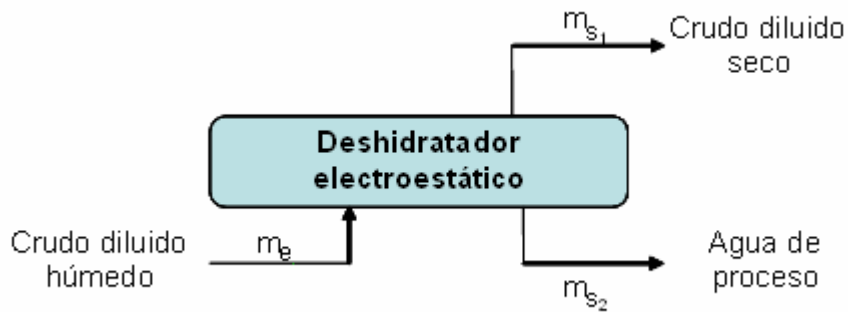 m_s₁
Crudo diluido
seco
Deshidratador
electroestático
Crudo diluido
húmedo
m_e
Agua de
proceso
m_s₂